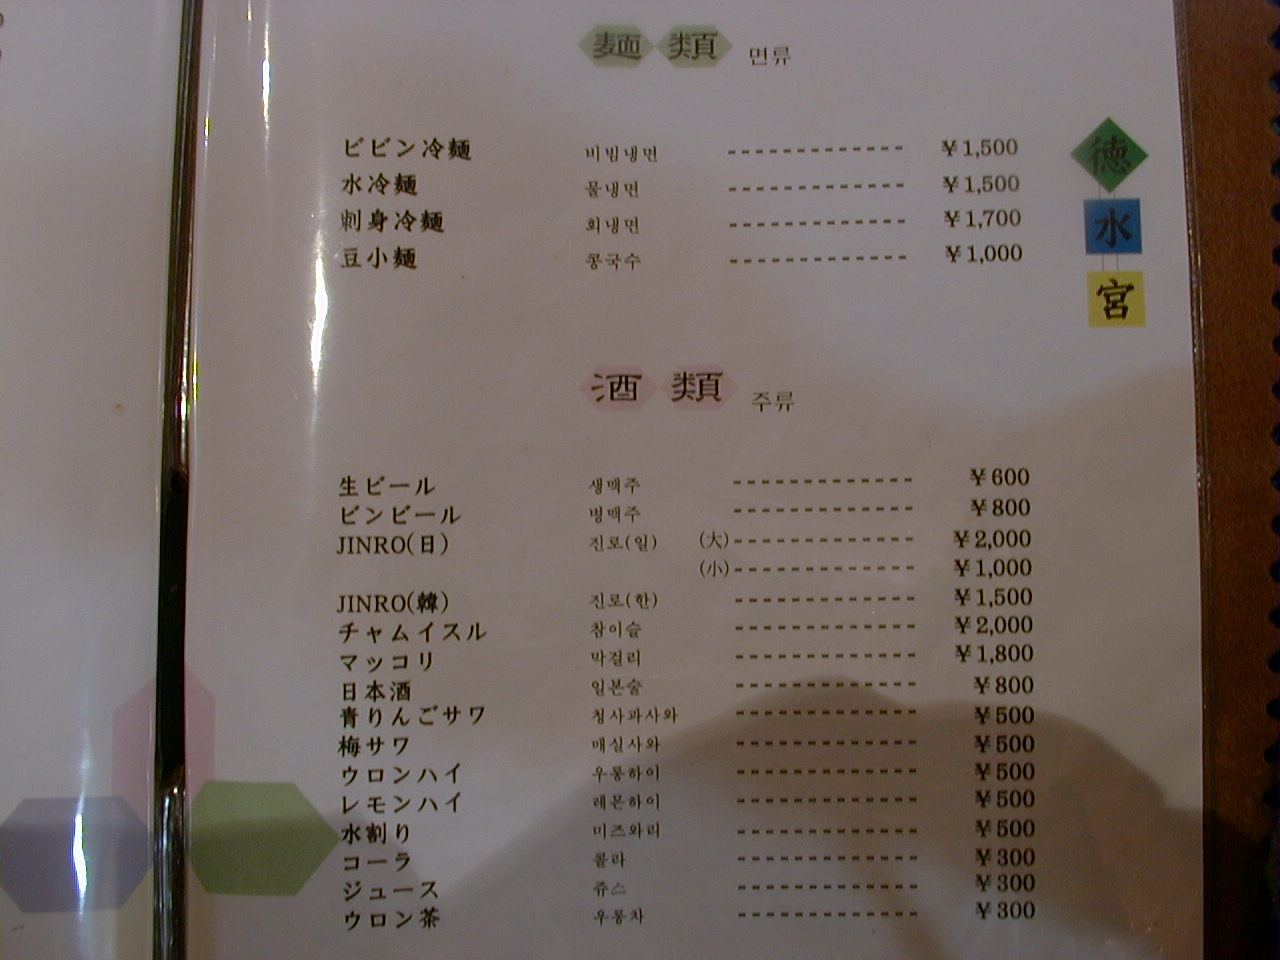 麺類 면류
ビビン冷麺 비빔냉면 ---------------- ¥1,500
水冷麺 물냉면 ---------------- ¥1,500
刺身冷麺 회냉면 ---------------- ¥1,700
豆小麺 콩국수 ---------------- ¥1,000
徳
水
宮
酒類 주류
生ビール 생맥주 ---------------- ¥600
ビンビール 병맥주 ---------------- ¥800
JINRO(日) 진로(일) (大)---------------- ¥2,000
(小)---------------- ¥1,000
JINRO(韓) 진로(한) ---------------- ¥1,500
チャムイスル 참이슬 ---------------- ¥2,000
マッコリ 막걸리 ---------------- ¥1,800
日本酒 일본술 ---------------- ¥800
青りんごサワ 청사과사와 ---------------- ¥500
梅サワ 매실사와 ---------------- ¥500
ウロンハイ 우롱하이 ---------------- ¥500
レモンハイ 레몬하이 ---------------- ¥500
水割り 미즈와리 ---------------- ¥500
コーラ 콜라 ---------------- ¥300
ジュース 쥬스 ---------------- ¥300
ウロン茶 우롱차 ---------------- ¥300